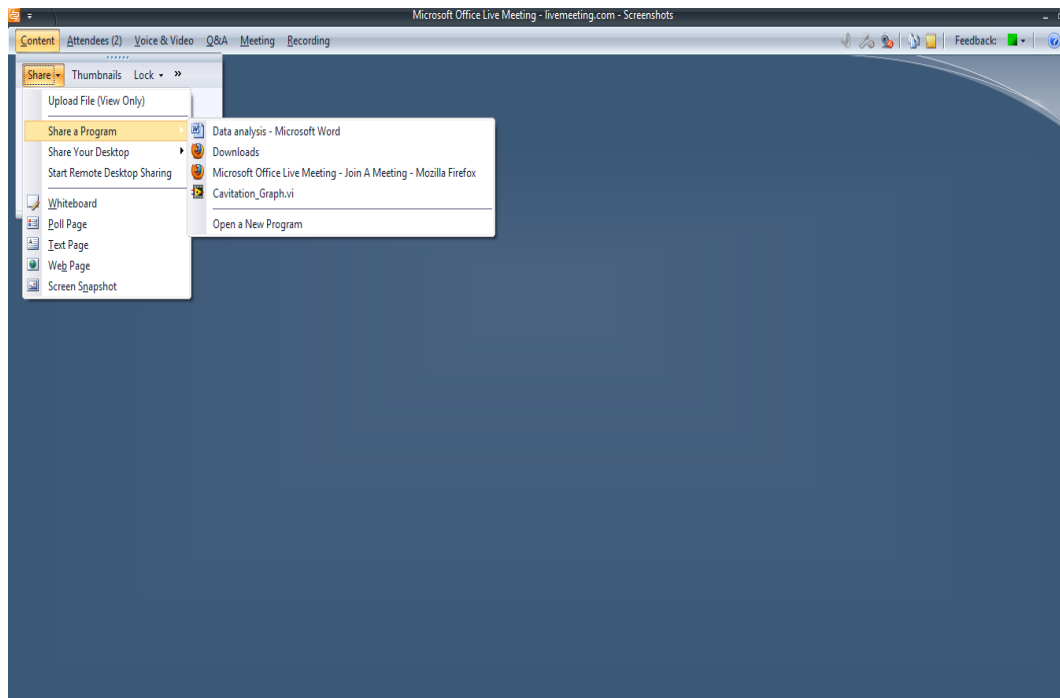 Microsoft Office Live Meeting - livemeeting.com - Screenshots
Content Attendees (2) Voice & Video Q&A Meeting Recording Feedback:
Share Thumbnails Lock »
Upload File (View Only)
Share a Program
Share Your Desktop
Start Remote Desktop Sharing
Whiteboard
Poll Page
Text Page
Web Page
Screen Snapshot
Data analysis - Microsoft Word
Downloads
Microsoft Office Live Meeting - Join A Meeting - Mozilla Firefox
Cavitation_Graph.vi
Open a New Program